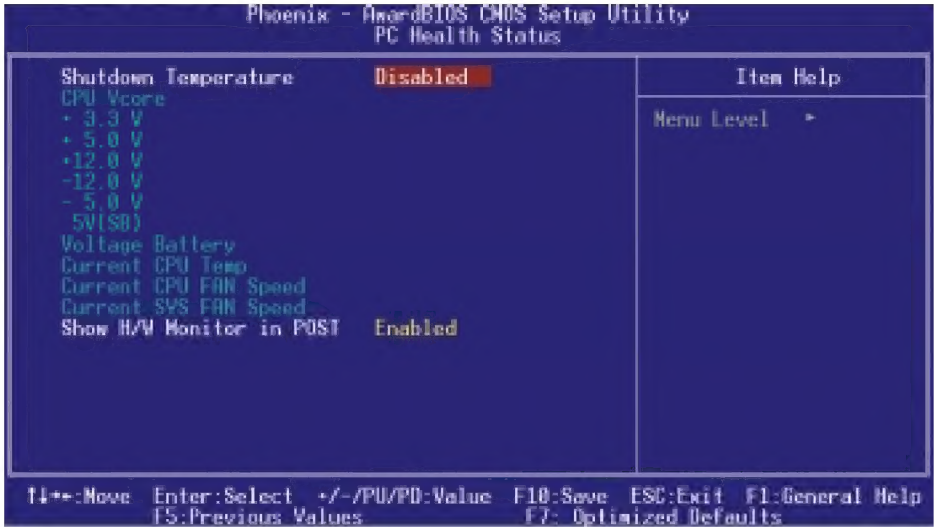 Phoenix - AwardBIOS CMOS Setup Utility
PC Health Status
Shutdown Temperature Disabled
Item Help
CPU Vcore
Menu Level ►
+ 3.3 V
+ 5.0 V
+12.0 V
-12.0 V
- 5.0 V
5V(SB)
Voltage Battery
Current CPU Temp
Current CPU FAN Speed
Current SYS FAN Speed
Show H/W Monitor in POST Enabled
↑↓→←:Move Enter:Select +/-/PU/PD:Value F10:Save ESC:Exit F1:General Help
F5:Previous Values F7: Optimized Defaults